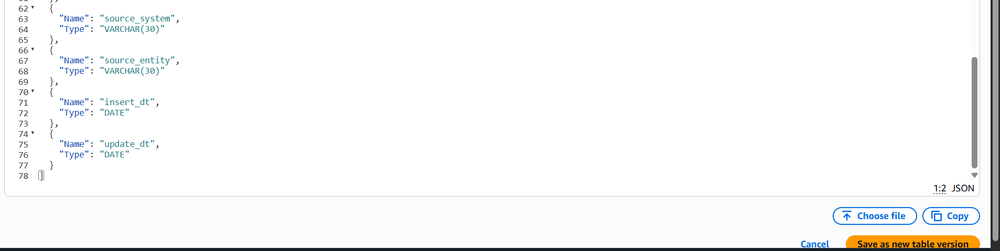 62 {
63 "Name": "source_system",
64 "Type": "VARCHAR(30)"
65 },
66 {
67 "Name": "source_entity",
68 "Type": "VARCHAR(30)"
69 },
70 {
71 "Name": "insert_dt",
72 "Type": "DATE"
73 },
74 {
75 "Name": "update_dt",
76 "Type": "DATE"
77 }
78 ]
1:2 JSON
Choose file Copy
Cancel Save as new table version